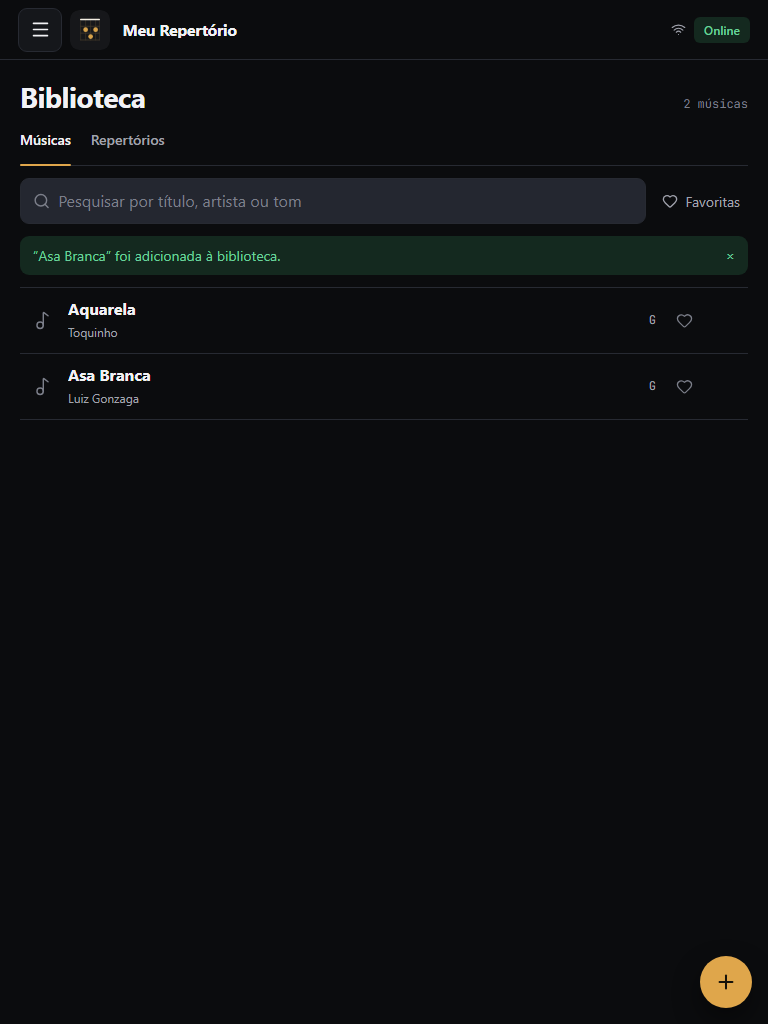 Meu Repertório
Online
Biblioteca
2 músicas
Músicas
Repertórios
Pesquisar por título, artista ou tom
Favoritas
“Asa Branca” foi adicionada à biblioteca.
×
Aquarela
Toquinho
G
Asa Branca
Luiz Gonzaga
G
+